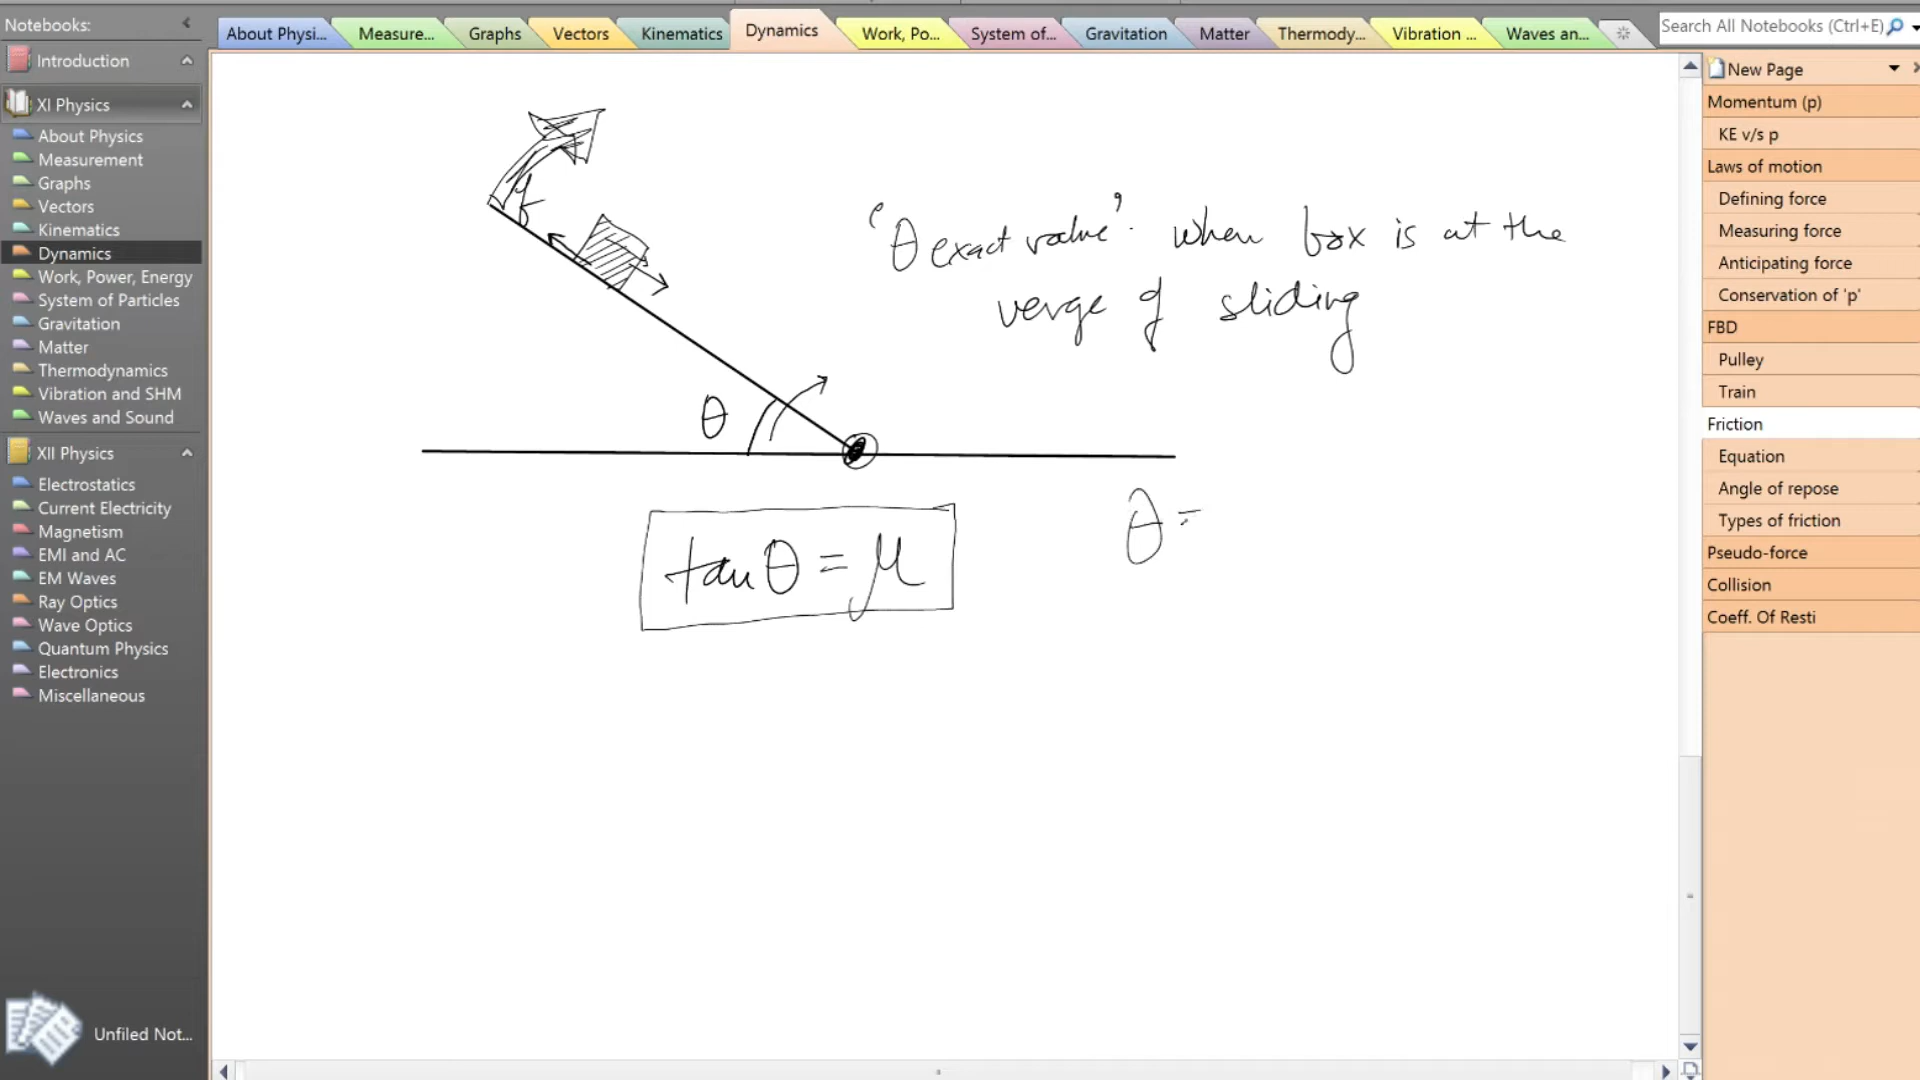 Notebooks:
Introduction
XI Physics
About Physics
Measurement
Graphs
Vectors
Kinematics
Dynamics
Work, Power, Energy
System of Particles
Gravitation
Matter
Thermodynamics
Vibration and SHM
Waves and Sound
XII Physics
Electrostatics
Current Electricity
Magnetism
EMI and AC
EM Waves
Ray Optics
Wave Optics
Quantum Physics
Electronics
Miscellaneous
Unfiled Not...
About Physi... Measure... Graphs Vectors Kinematics Dynamics Work, Po... System of... Gravitation Matter Thermody... Vibration ... Waves an...
Search All Notebooks (Ctrl+E)
f
'θ exact value' when box is at the
verge of sliding
θ
θ =
tan θ = μ
New Page
Momentum (p)
KE v/s p
Laws of motion
Defining force
Measuring force
Anticipating force
Conservation of 'p'
FBD
Pulley
Train
Friction
Equation
Angle of repose
Types of friction
Pseudo-force
Collision
Coeff. Of Resti